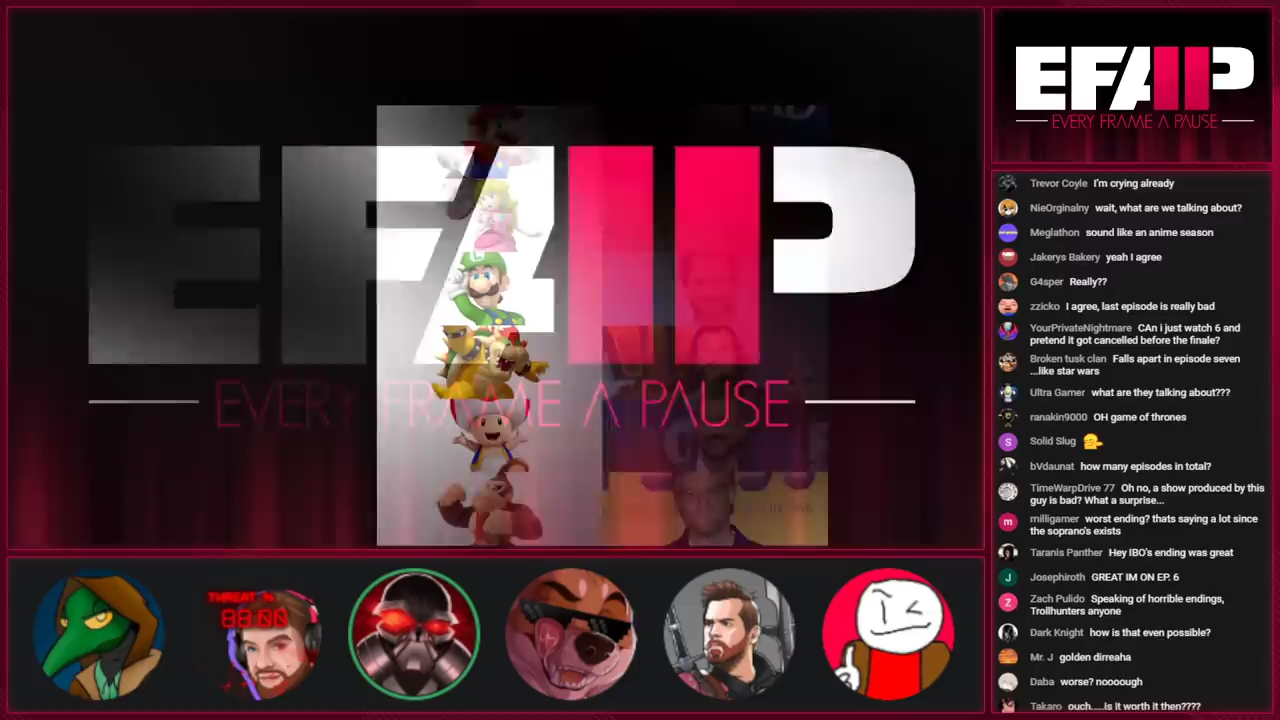 EFAP
EVERY FRAME A PAUSE
EFAP
EVERY FRAME A PAUSE
Trevor Coyle I'm crying already
NieOrginalny wait, what are we talking about?
Meglathon sound like an anime season
Jakerys Bakery yeah I agree
G4sper Really??
zzicko I agree, last episode is really bad
YourPrivateNightmare CAn i just watch 6 and
pretend it got cancelled before the finale?
Broken tusk clan Falls apart in episode seven
...like star wars
Ultra Gamer what are they talking about???
ranakin9000 OH game of thrones
S Solid Slug
bVdaunat how many episodes in total?
TimeWarpDrive 77 Oh no, a show produced by this
guy is bad? What a surprise...
m milligamer worst ending? thats saying a lot since
the soprano's exists
Taranis Panther Hey IBO's ending was great
J Josephiroth GREAT IM ON EP. 6
Z Zach Pulido Speaking of horrible endings,
Trollhunters anyone
Dark Knight how is that even possible?
Mr. J golden dirreaha
Daba worse? noooough
Takaro ouch.....is it worth it then????
THREAT
88:00
L